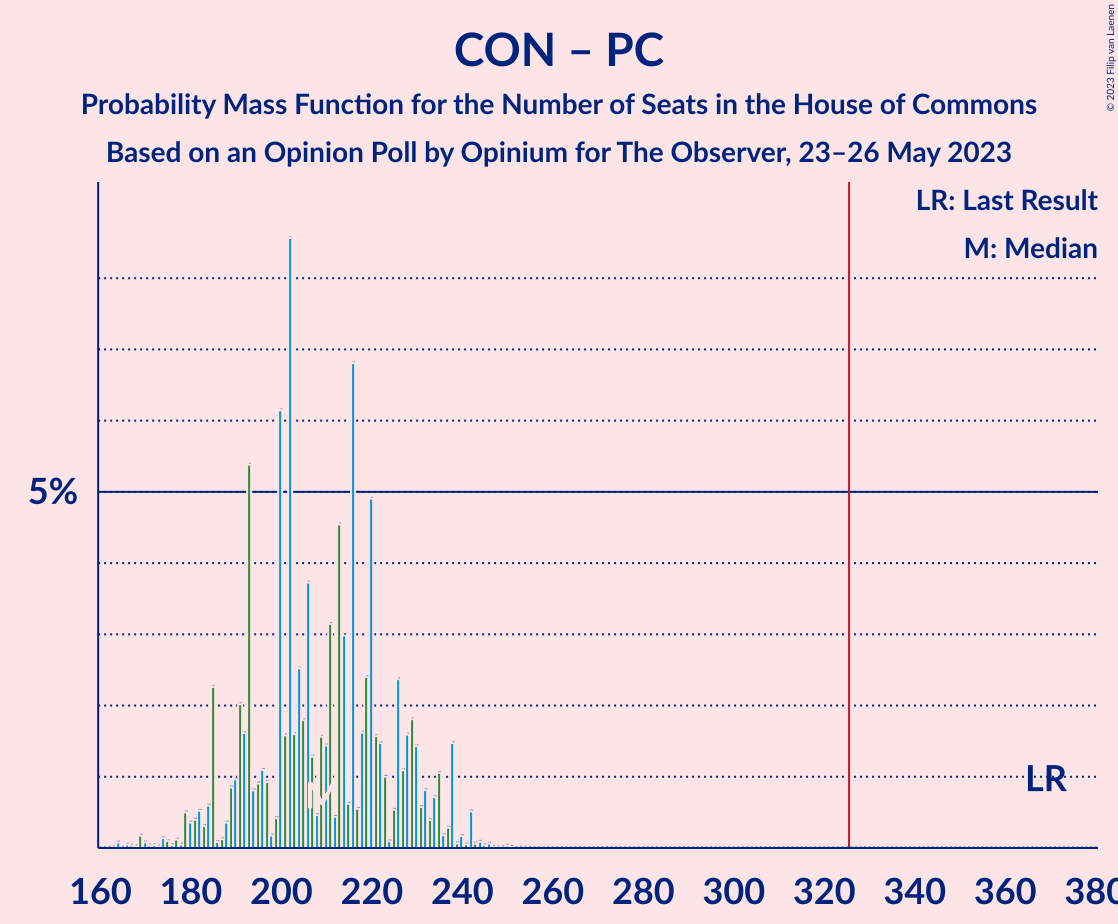 CON – PC
Probability Mass Function for the Number of Seats in the House of Commons
Based on an Opinion Poll by Opinium for The Observer, 23–26 May 2023
© 2023 Filip van Laenen
LR: Last Result
M: Median
5%
LR
160 180 200 220 240 260 280 300 320 340 360 380